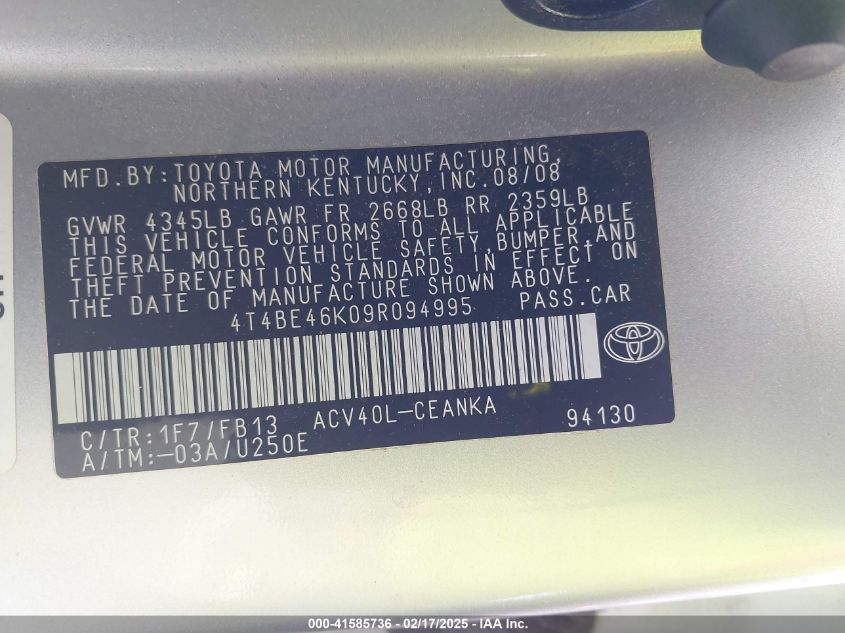 MFD.BY:TOYOTA MOTOR MANUFACTURING,
NORTHERN KENTUCKY,INC.08/08
GVWR 4345LB GAWR FR 2668LB RR 2359LB
THIS VEHICLE CONFORMS TO ALL APPLICABLE
FEDERAL MOTOR VEHICLE SAFETY,BUMPER,AND
THEFT PREVENTION STANDARDS IN EFFECT ON
THE DATE OF MANUFACTURE SHOWN ABOVE.
4T4BE46K09R094995 PASS.CAR
C/TR:1F7/FB13 ACV40L-CEANKA 94130
A/TM:-03A/U250E
000-41585736 - 02/17/2025 - IAA, LLC.